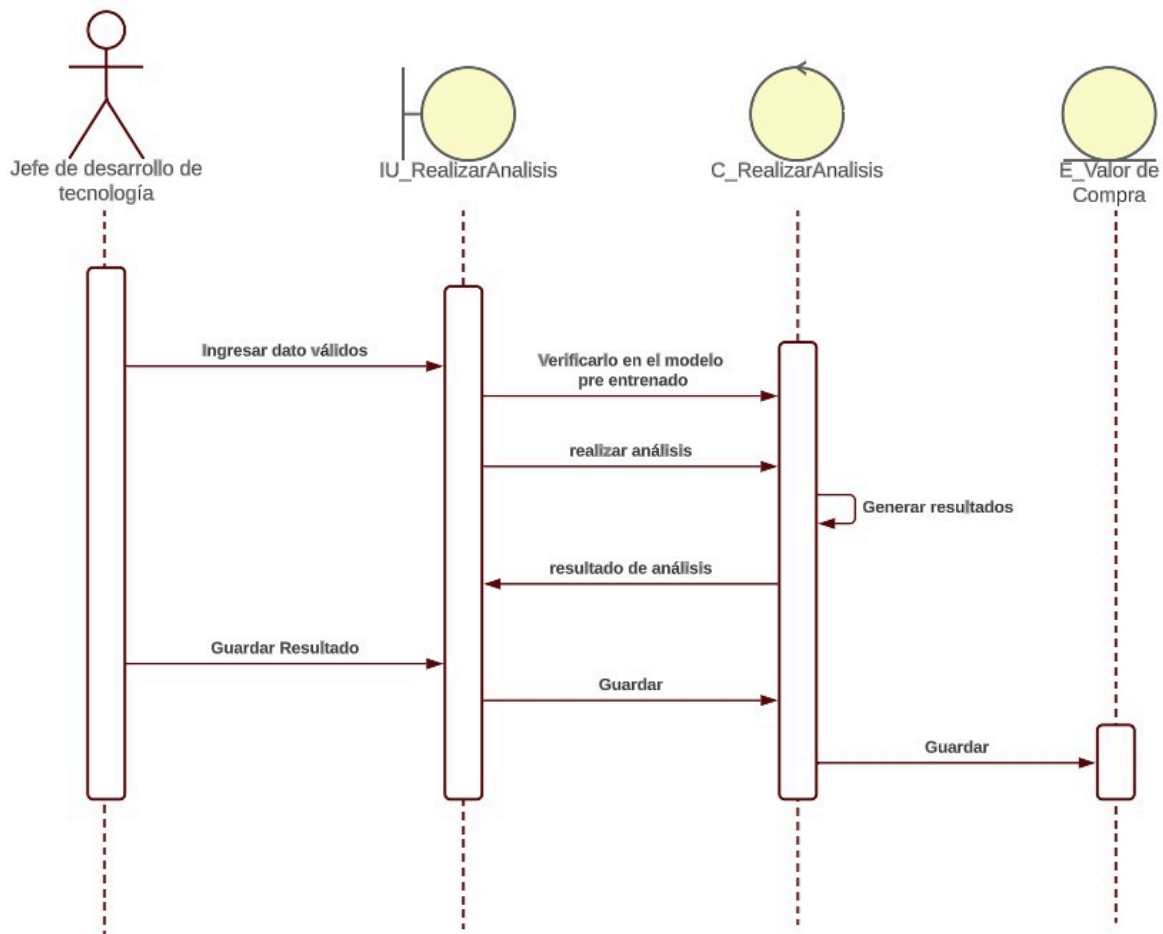 Jefe de desarrollo de
tecnología
IU_RealizarAnalisis
C_RealizarAnalisis
E_Valor de
Compra
Ingresar dato válidos
Verificarlo en el modelo
pre entrenado
realizar análisis
Generar resultados
resultado de análisis
Guardar Resultado
Guardar
Guardar